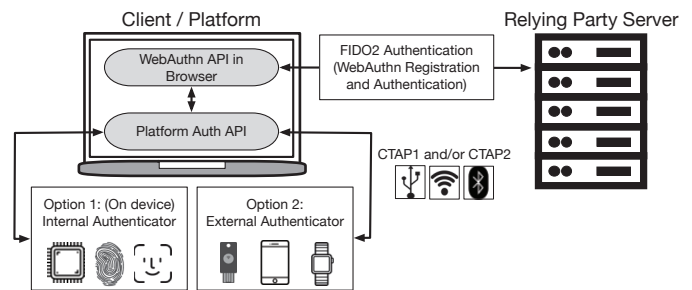 Client / Platform
Relying Party Server
WebAuthn API in
Browser
FIDO2 Authentication
(WebAuthn Registration
and Authentication)
Platform Auth API
CTAP1 and/or CTAP2
Option 1: (On device)
Internal Authenticator
Option 2:
External Authenticator